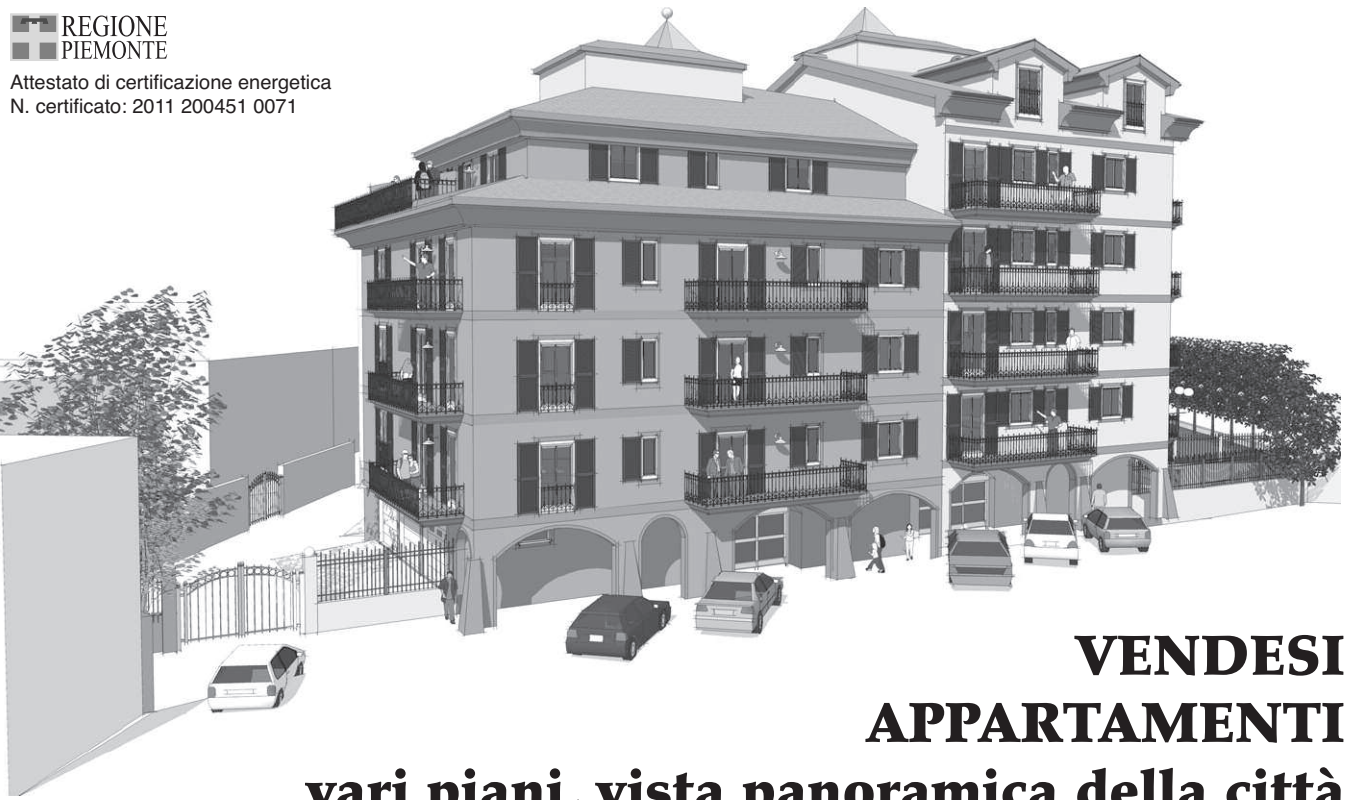 REGIONE
PIEMONTE
Attestato di certificazione energetica
N. certificato: 2011 200451 0071
VENDESI
APPARTAMENTI
vari piani, vista panoramica della città